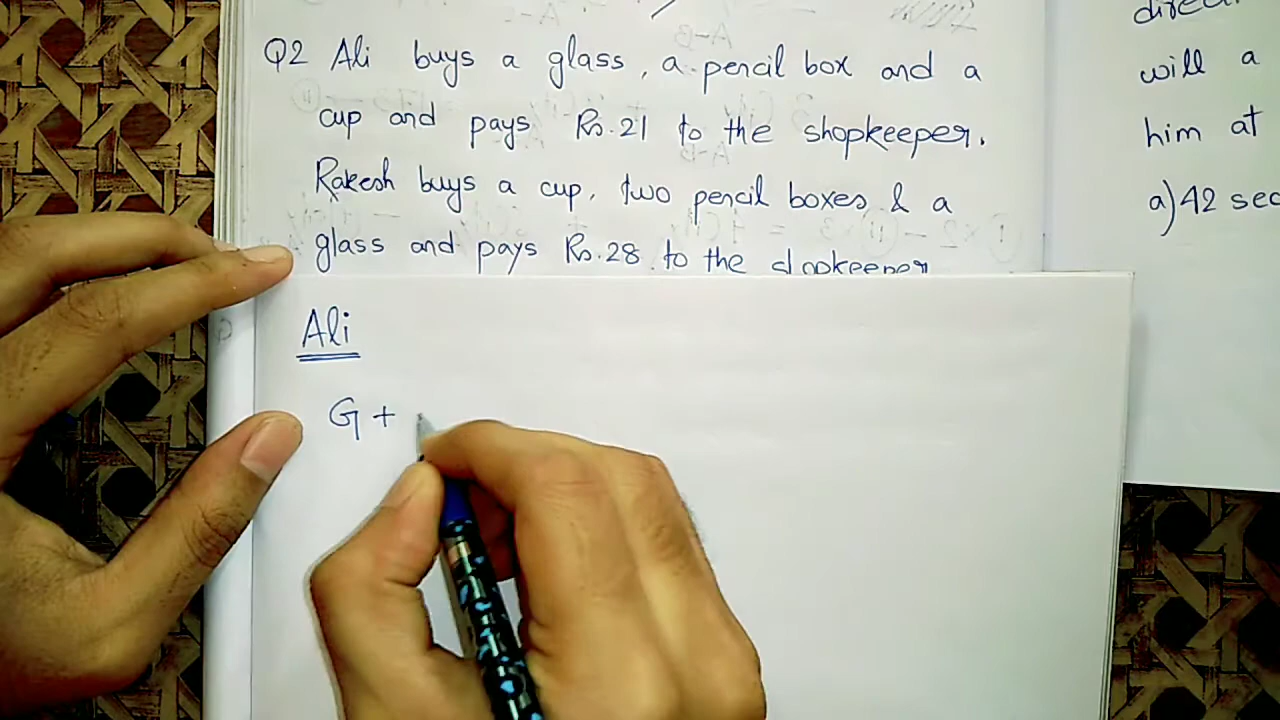 Q2 Ali buys a glass, a pencil box and a
cup and pays Rs.21 to the shopkeeper.
Rakesh buys a cup, two pencil boxes & a
glass and pays Rs.28 to the shopkeeper
Ali
G +
will a
him at
a) 42 sec